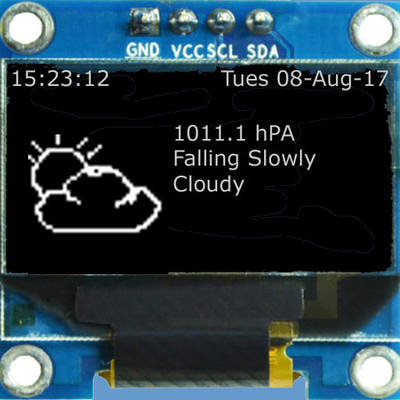 GND VCC SCL SDA
15:23:12 Tues 08-Aug-17
1011.1 hPA
Falling Slowly
Cloudy